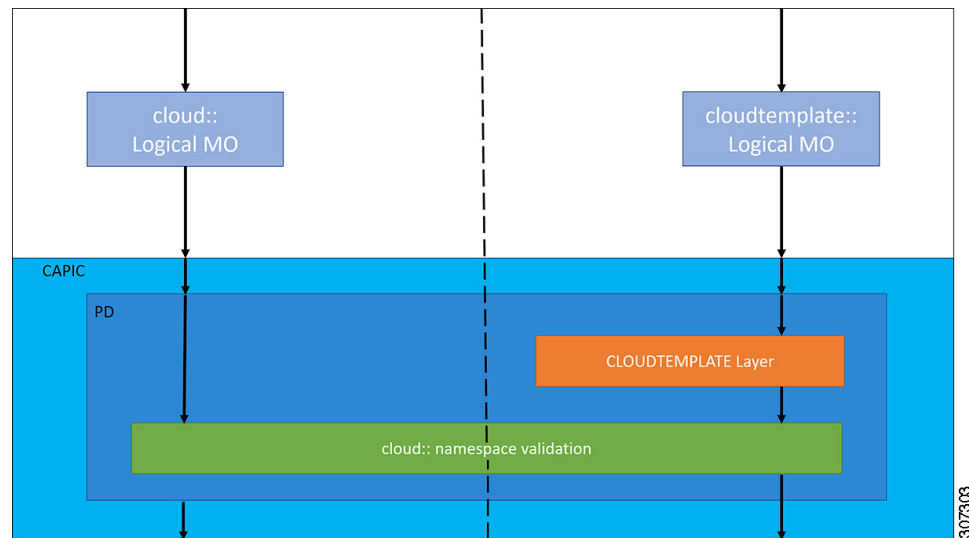 cloud::
Logical MO
cloudtemplate::
Logical MO
CAPIC
PD
CLOUDTEMPLATE Layer
cloud:: namespace validation
307303